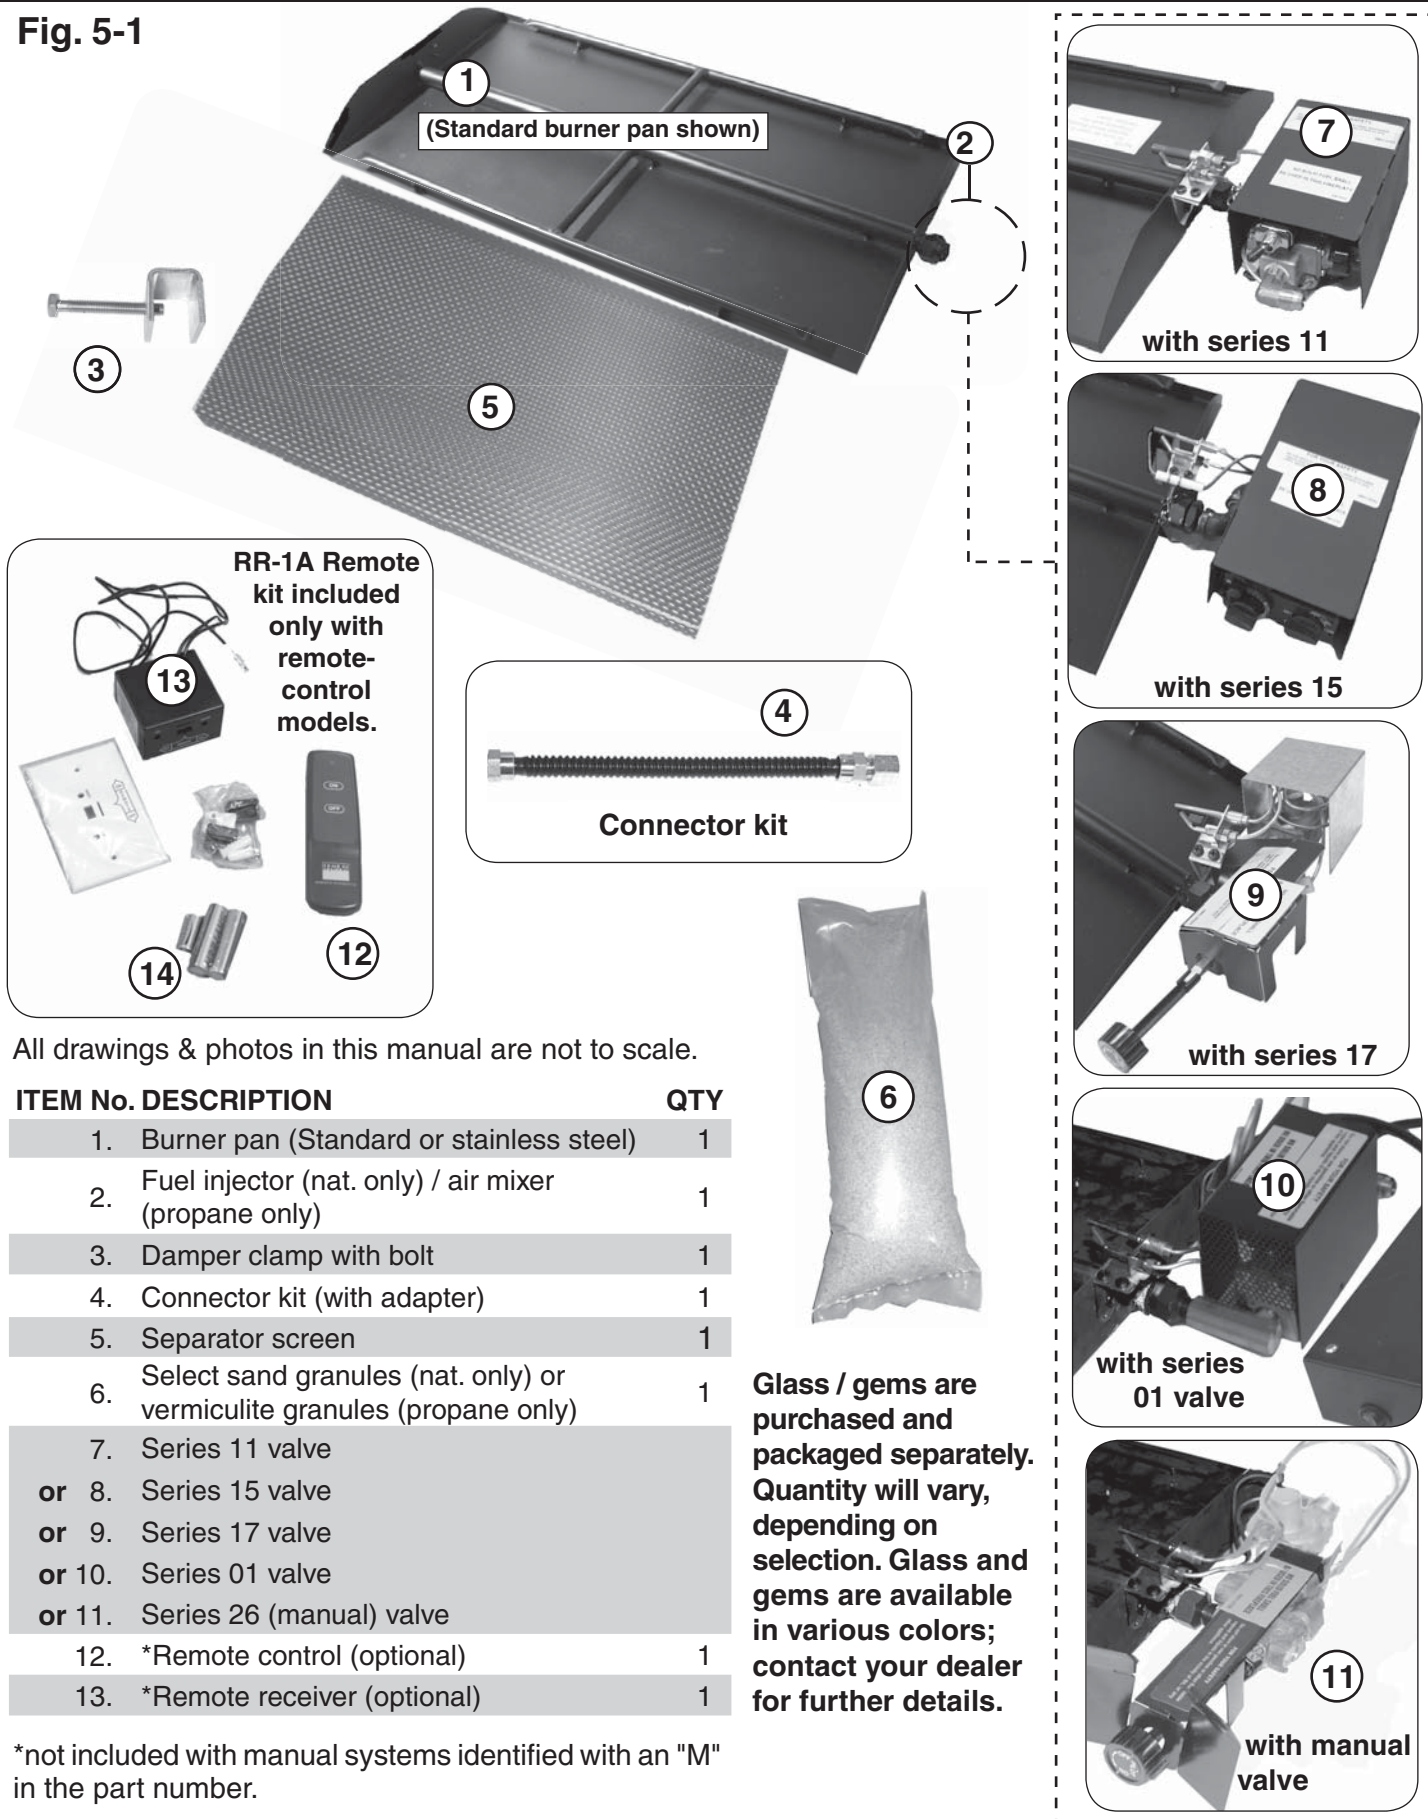 Fig. 5-1
1
(Standard burner pan shown)
2
3
5
7
with series 11
8
with series 15
9
with series 17
10
with series
01 valve
11
with manual
valve
RR-1A Remote
kit included
only with
remote-
control
models.
13
ON
OFF
12
14
4
Connector kit
6
All drawings & photos in this manual are not to scale.
ITEM No. DESCRIPTION QTY
1. Burner pan (Standard or stainless steel) 1
2. Fuel injector (nat. only) / air mixer
(propane only) 1
3. Damper clamp with bolt 1
4. Connector kit (with adapter) 1
5. Separator screen 1
6. Select sand granules (nat. only) or
vermiculite granules (propane only) 1
7. Series 11 valve
or 8. Series 15 valve
or 9. Series 17 valve
or 10. Series 01 valve
or 11. Series 26 (manual) valve
12. *Remote control (optional) 1
13. *Remote receiver (optional) 1
*not included with manual systems identified with an "M"
in the part number.
Glass / gems are
purchased and
packaged separately.
Quantity will vary,
depending on
selection. Glass and
gems are available
in various colors;
contact your dealer
for further details.